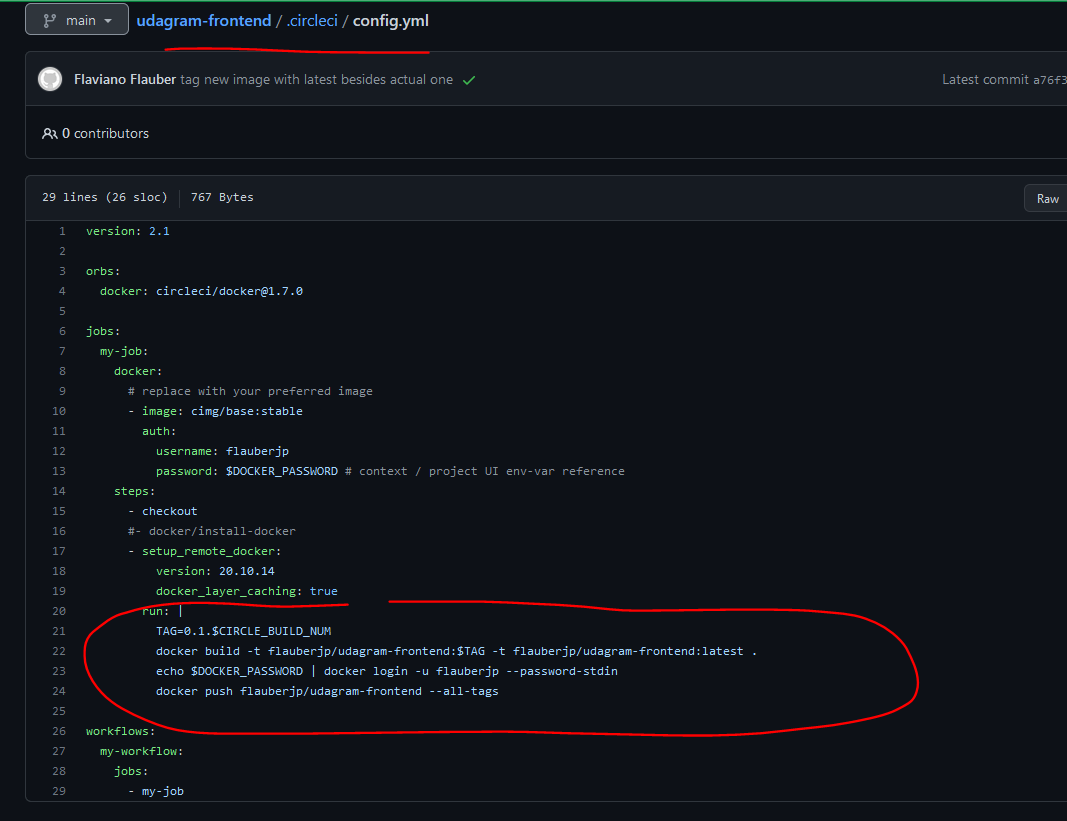 main
udagram-frontend / .circleci / config.yml
Flaviano Flauber tag new image with latest besides actual one
Latest commit a76f3
0 contributors
29 lines (26 sloc) 767 Bytes
Raw
1 version: 2.1
2
3 orbs:
4 docker: circleci/docker@1.7.0
5
6 jobs:
7 my-job:
8 docker:
9 # replace with your preferred image
10 - image: cimg/base:stable
11 auth:
12 username: flauberjp
13 password: $DOCKER_PASSWORD # context / project UI env-var reference
14 steps:
15 - checkout
16 #- docker/install-docker
17 - setup_remote_docker:
18 version: 20.10.14
19 docker_layer_caching: true
20 run: |
21 TAG=0.1.$CIRCLE_BUILD_NUM
22 docker build -t flauberjp/udagram-frontend:$TAG -t flauberjp/udagram-frontend:latest .
23 echo $DOCKER_PASSWORD | docker login -u flauberjp --password-stdin
24 docker push flauberjp/udagram-frontend --all-tags
25
26 workflows:
27 my-workflow:
28 jobs:
29 - my-job